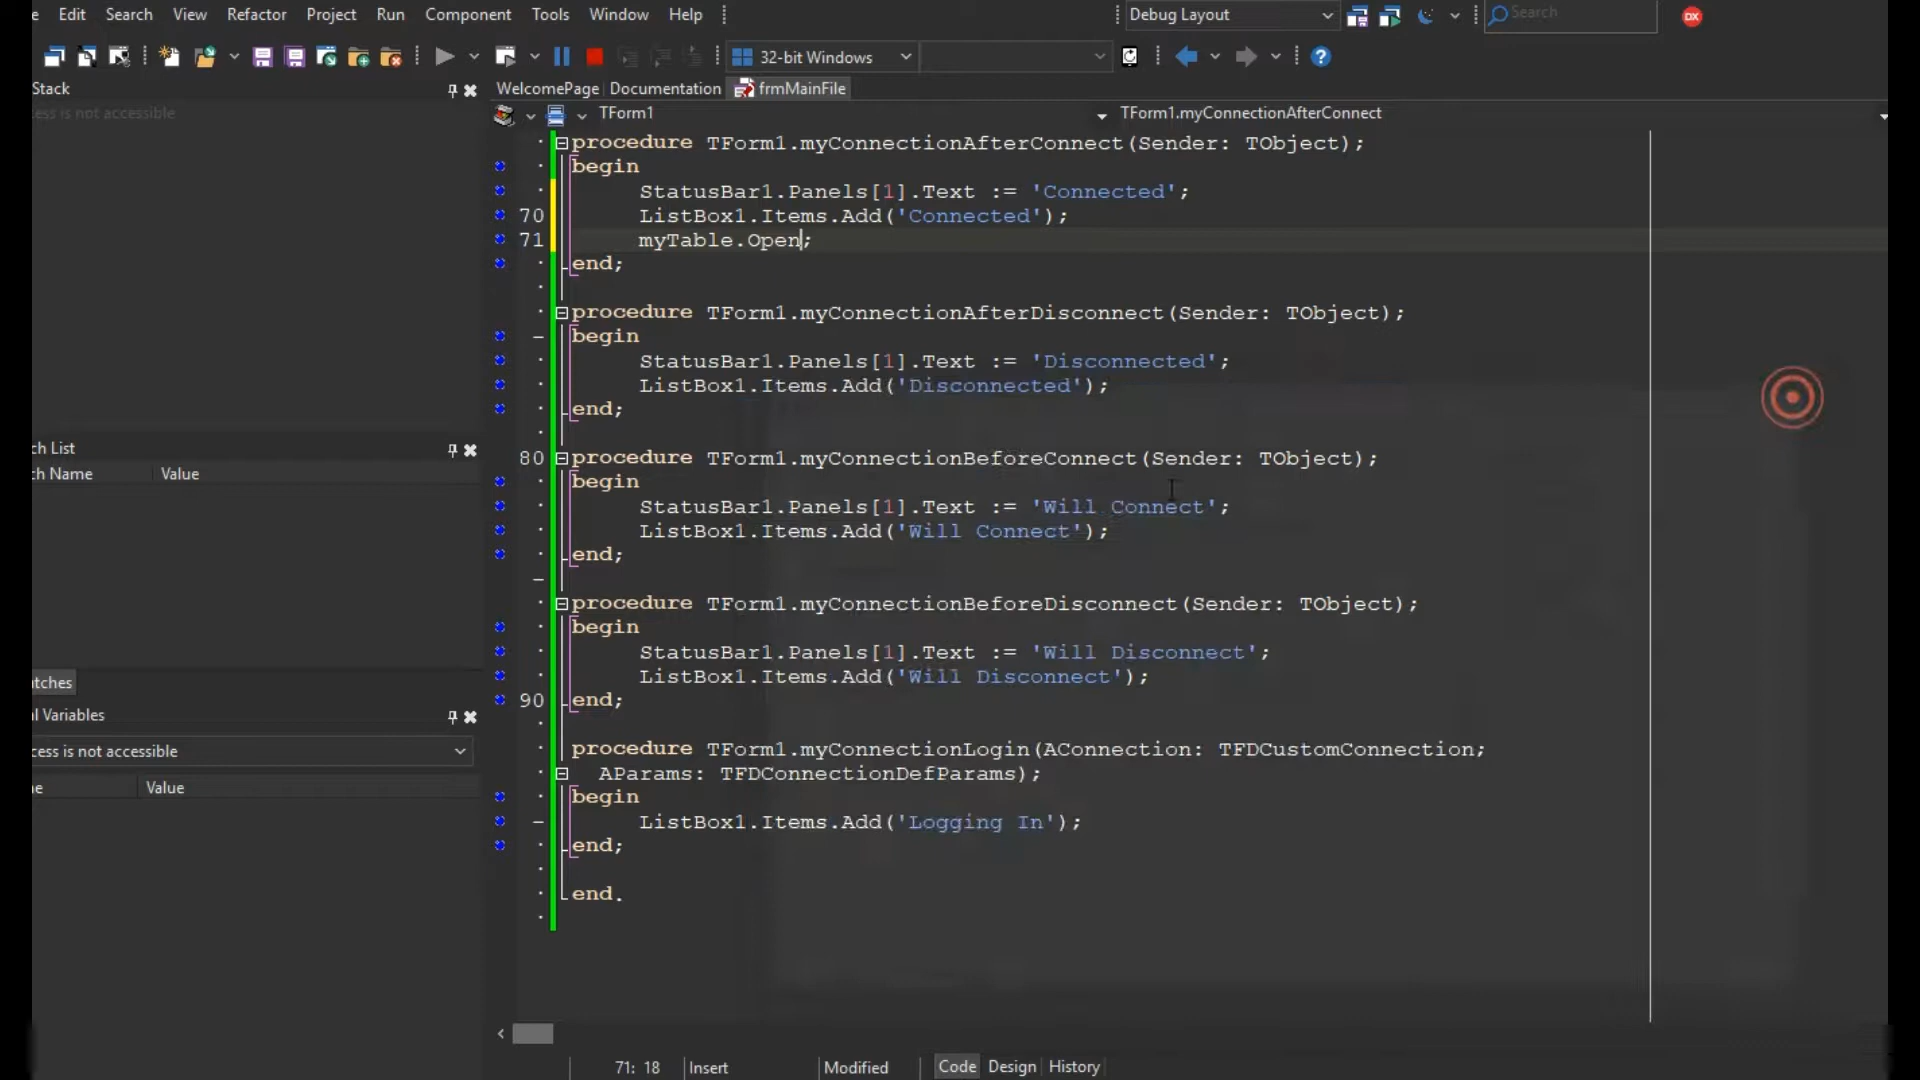 e Edit Search View Refactor Project Run Component Tools Window Help Debug Layout Search DX
32-bit Windows ?
Stack WelcomePage Documentation frmMainFile
ess is not accessible TForm1 TForm1.myConnectionAfterConnect
procedure TForm1.myConnectionAfterConnect(Sender: TObject);
begin
StatusBar1.Panels[1].Text := 'Connected';
70 ListBox1.Items.Add('Connected');
71 myTable.Open;
end;
procedure TForm1.myConnectionAfterDisconnect(Sender: TObject);
begin
StatusBar1.Panels[1].Text := 'Disconnected';
ListBox1.Items.Add('Disconnected');
end;
ch List
80 procedure TForm1.myConnectionBeforeConnect(Sender: TObject);
ch Name Value
begin
StatusBar1.Panels[1].Text := 'Will Connect';
ListBox1.Items.Add('Will Connect');
end;
procedure TForm1.myConnectionBeforeDisconnect(Sender: TObject);
begin
StatusBar1.Panels[1].Text := 'Will Disconnect';
ListBox1.Items.Add('Will Disconnect');
tches
90 end;
l Variables
procedure TForm1.myConnectionLogin(AConnection: TFDCustomConnection;
cess is not accessible
AParams: TFDConnectionDefParams);
ne Value
begin
ListBox1.Items.Add('Logging In');
end;
end.
71: 18 Insert Modified Code Design History